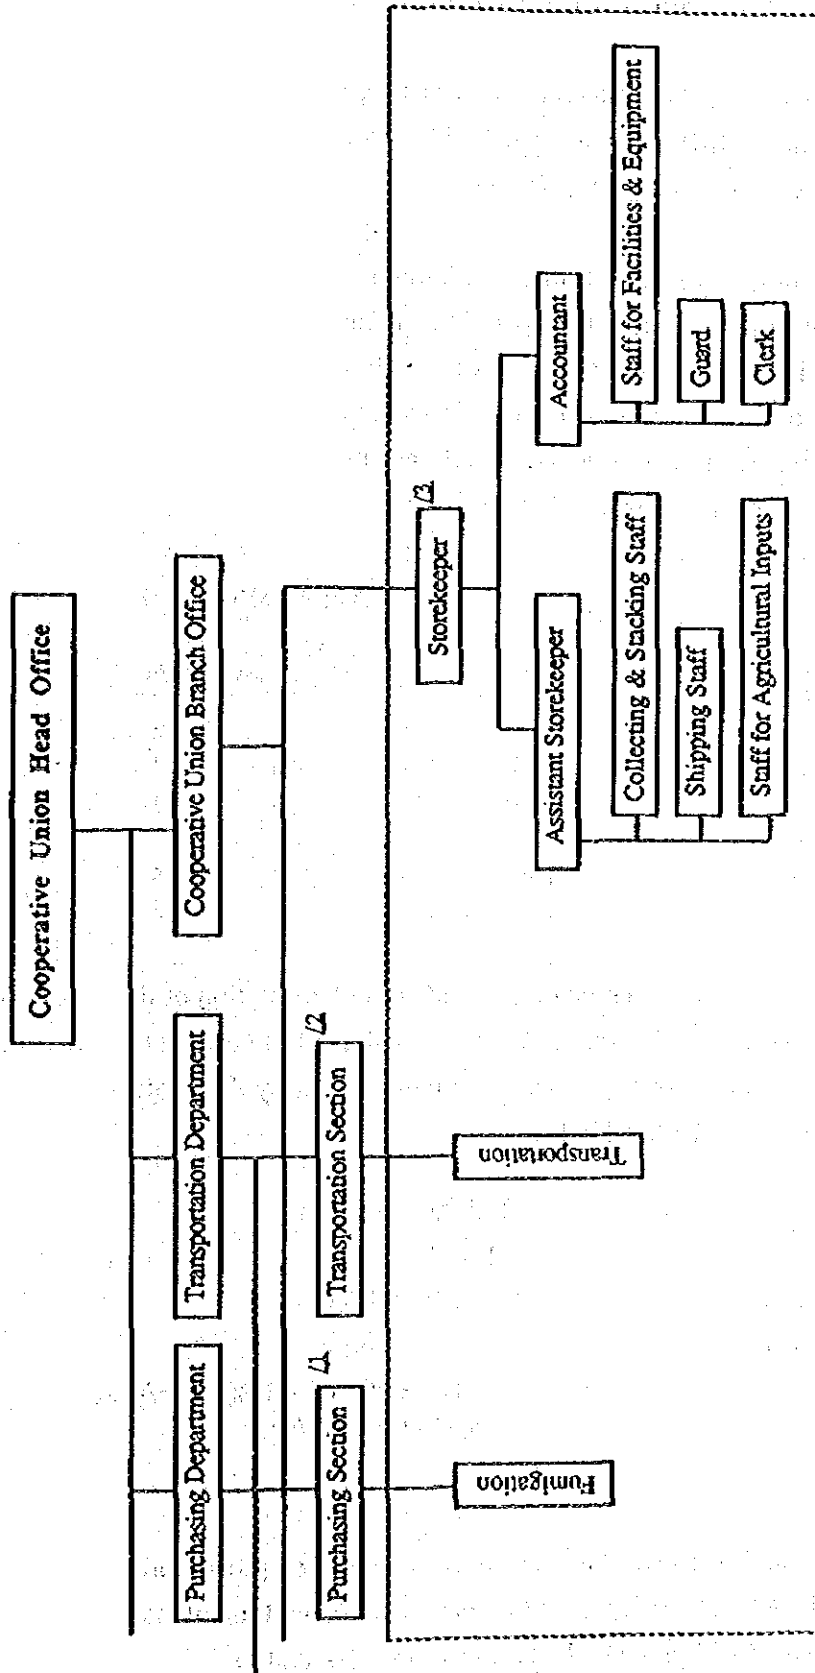 Cooperative Union Head Office
Purchasing Department
Transportation Department
Cooperative Union Branch Office
Purchasing Section
/1
Transportation Section
/2
Storekeeper
/3
Fumigation
Transportation
Assistant Storekeeper
Accountant
Collecting & Stacking Staff
Shipping Staff
Staff for Agricultural Inputs
Staff for Facilities & Equipment
Guard
Clerk